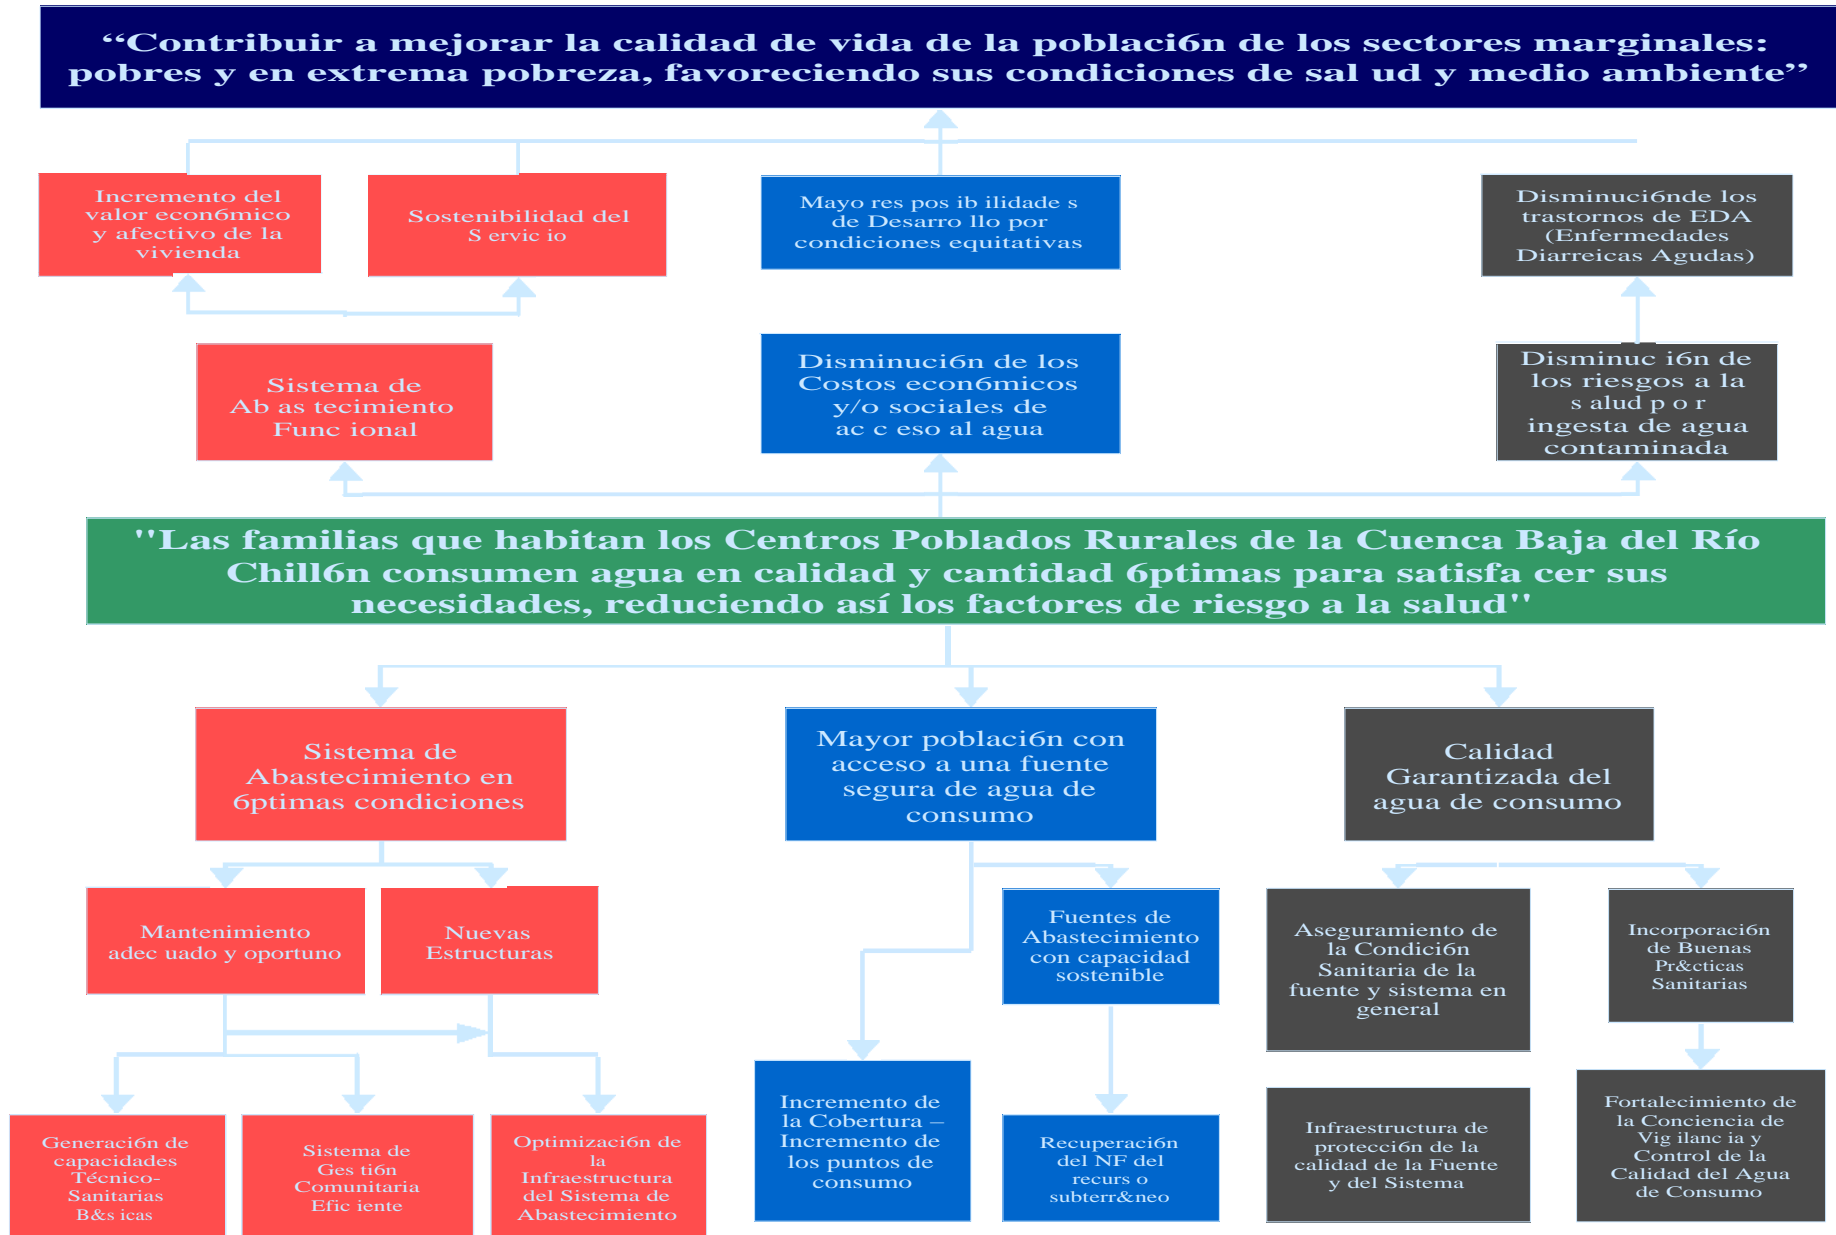 “Contribuir a mejorar la calidad de vida de la poblaci6n de los sectores marginales:
pobres y en extrema pobreza, favoreciendo sus condiciones de sal ud y medio ambiente”
Incremento del
valor econ6mico
y afectivo de la
vivienda
Sostenibilidad del
S ervic io
Mayo res pos ib ilidade s
de Desarro llo por
condiciones equitativas
Disminuci6nde los
trastornos de EDA
(Enfermedades
Diarreicas Agudas)
Sistema de
Ab as tecimiento
Func ional
Disminuci6n de los
Costos econ6micos
y/o sociales de
ac c eso al agua
Disminuc i6n de
los riesgos a la
s alud p o r
ingesta de agua
contaminada
"Las familias que habitan los Centros Poblados Rurales de la Cuenca Baja del Río
Chill6n consumen agua en calidad y cantidad 6ptimas para satisfa cer sus
necesidades, reduciendo así los factores de riesgo a la salud"
Sistema de
Abastecimiento en
6ptimas condiciones
Mayor poblaci6n con
acceso a una fuente
segura de agua de
consumo
Calidad
Garantizada del
agua de consumo
Mantenimiento
adec uado y oportuno
Nuevas
Estructuras
Fuentes de
Abastecimiento
con capacidad
sostenible
Aseguramiento de
la Condici6n
Sanitaria de la
fuente y sistema en
general
Incorporaci6n
de Buenas
Pr&cticas
Sanitarias
Generaci6n de
capacidades
Técnico-
Sanitarias
B&s icas
Sistema de
Ges ti6n
Comunitaria
Efic iente
Optimizaci6n de
la
Infraestructura
del Sistema de
Abastecimiento
Incremento de
la Cobertura –
Incremento de
los puntos de
consumo
Recuperaci6n
del NF del
recurs o
subterr&neo
Infraestructura de
protecci6n de la
calidad de la Fuente
y del Sistema
Fortalecimiento de
la Conciencia de
Vig ilanc ia y
Control de la
Calidad del Agua
de Consumo